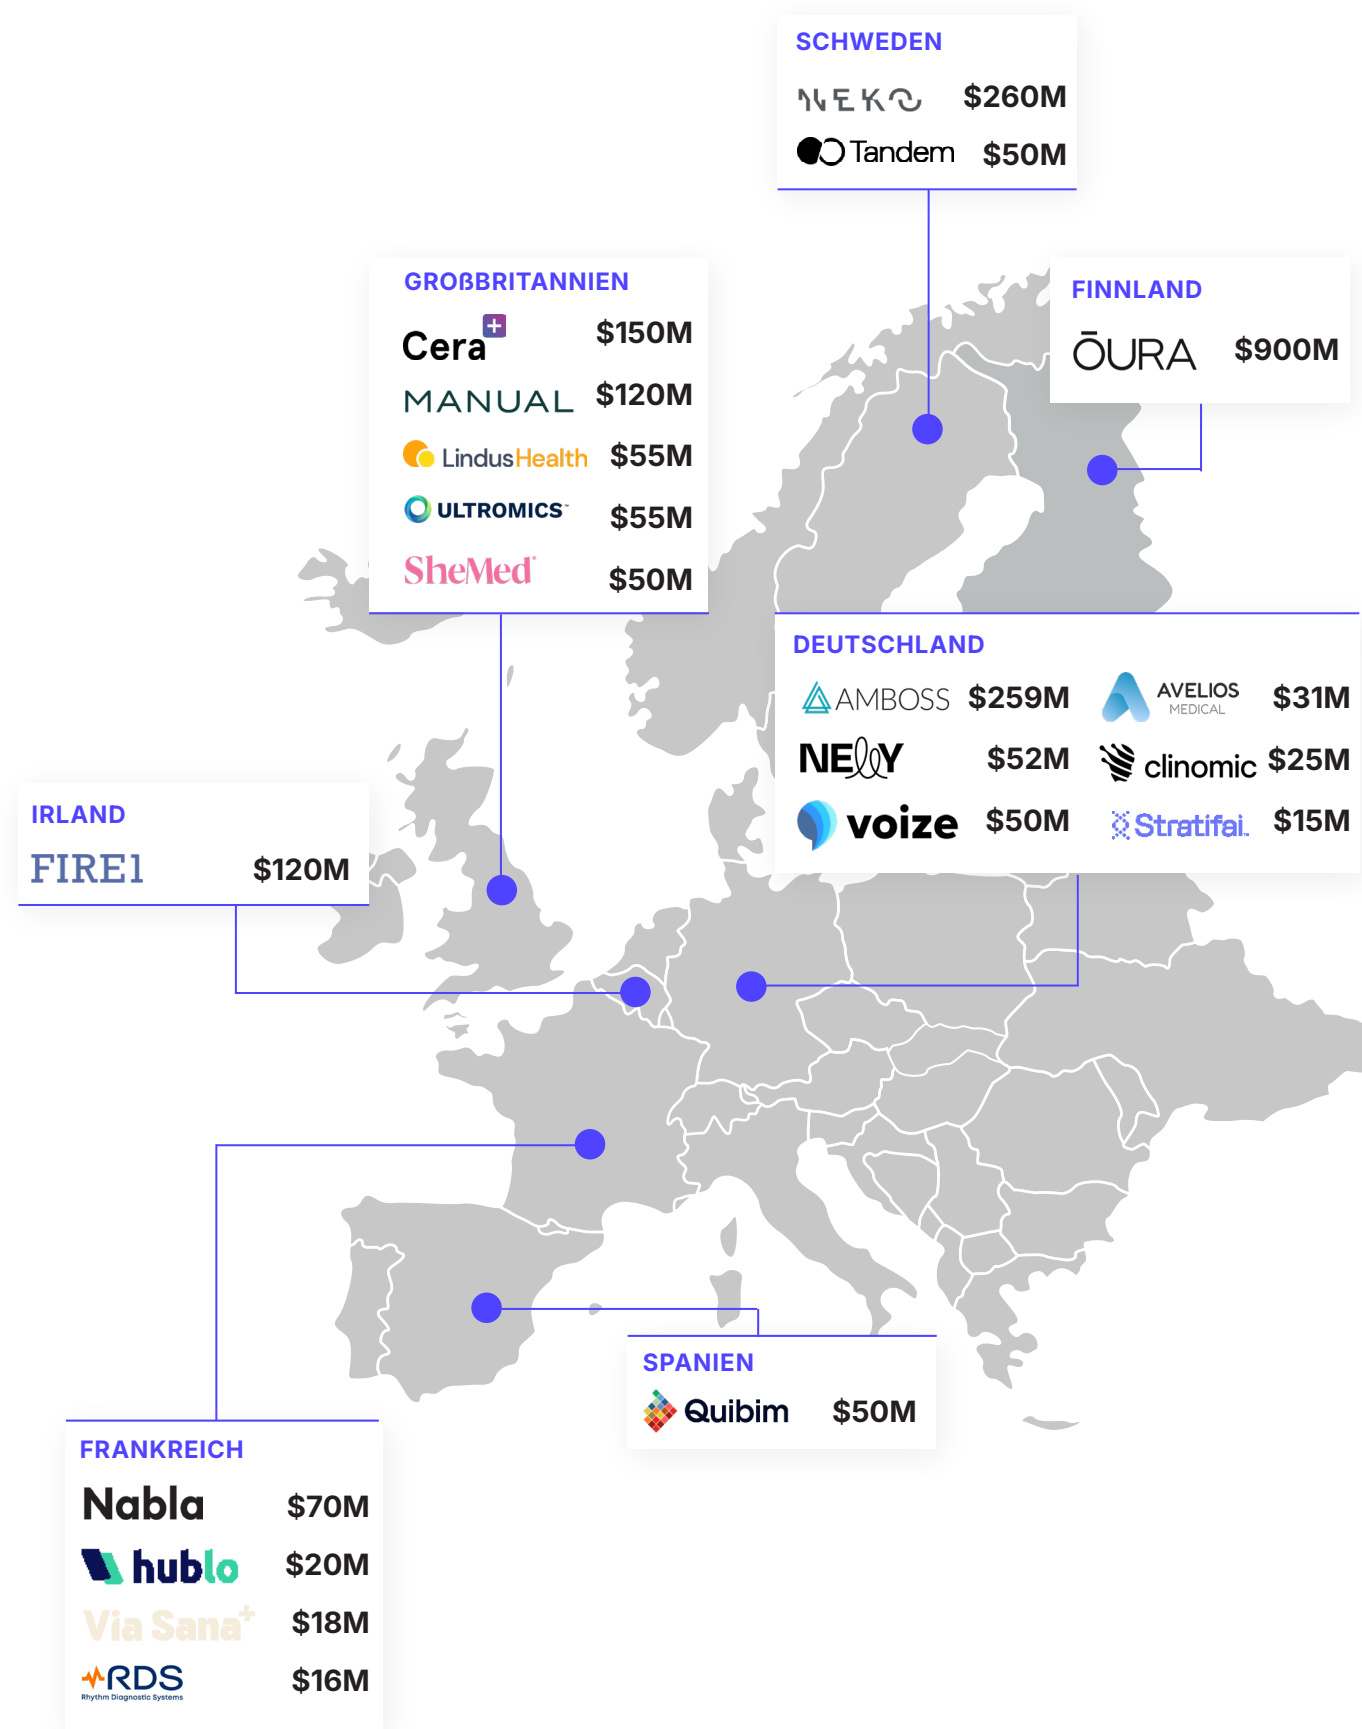 SCHWEDEN
NEKO $260M
Tandem $50M
GROßBRITANNIEN
Cera+ $150M
MANUAL $120M
LindusHealth $55M
ULTROMICS™ $55M
SheMed® $50M
FINNLAND
ŌURA $900M
DEUTSCHLAND
AMBOSS $259M
NELLY $52M
voize $50M
AVELIOS
MEDICAL
$31M
clinomic $25M
Stratifai. $15M
IRLAND
FIRE1 $120M
SPANIEN
Quibim $50M
FRANKREICH
Nabla $70M
hublo $20M
Via Sana+ $18M
RDS $16M
Rhythm Diagnostic Systems